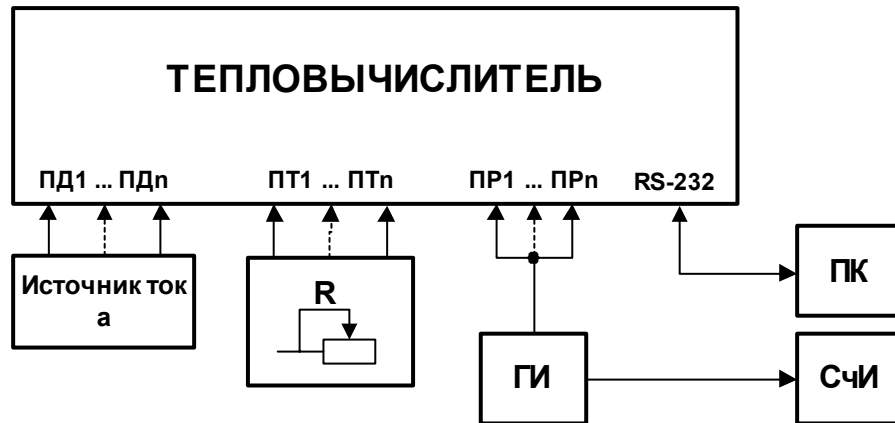 ТЕПЛОВЫЧИСЛИТЕЛЬ
ПД1 ... ПДn ПТ1 ... ПТn ПР1 ... ПРn RS-232
Источник ток
а
R
ПК
ГИ
СчИ